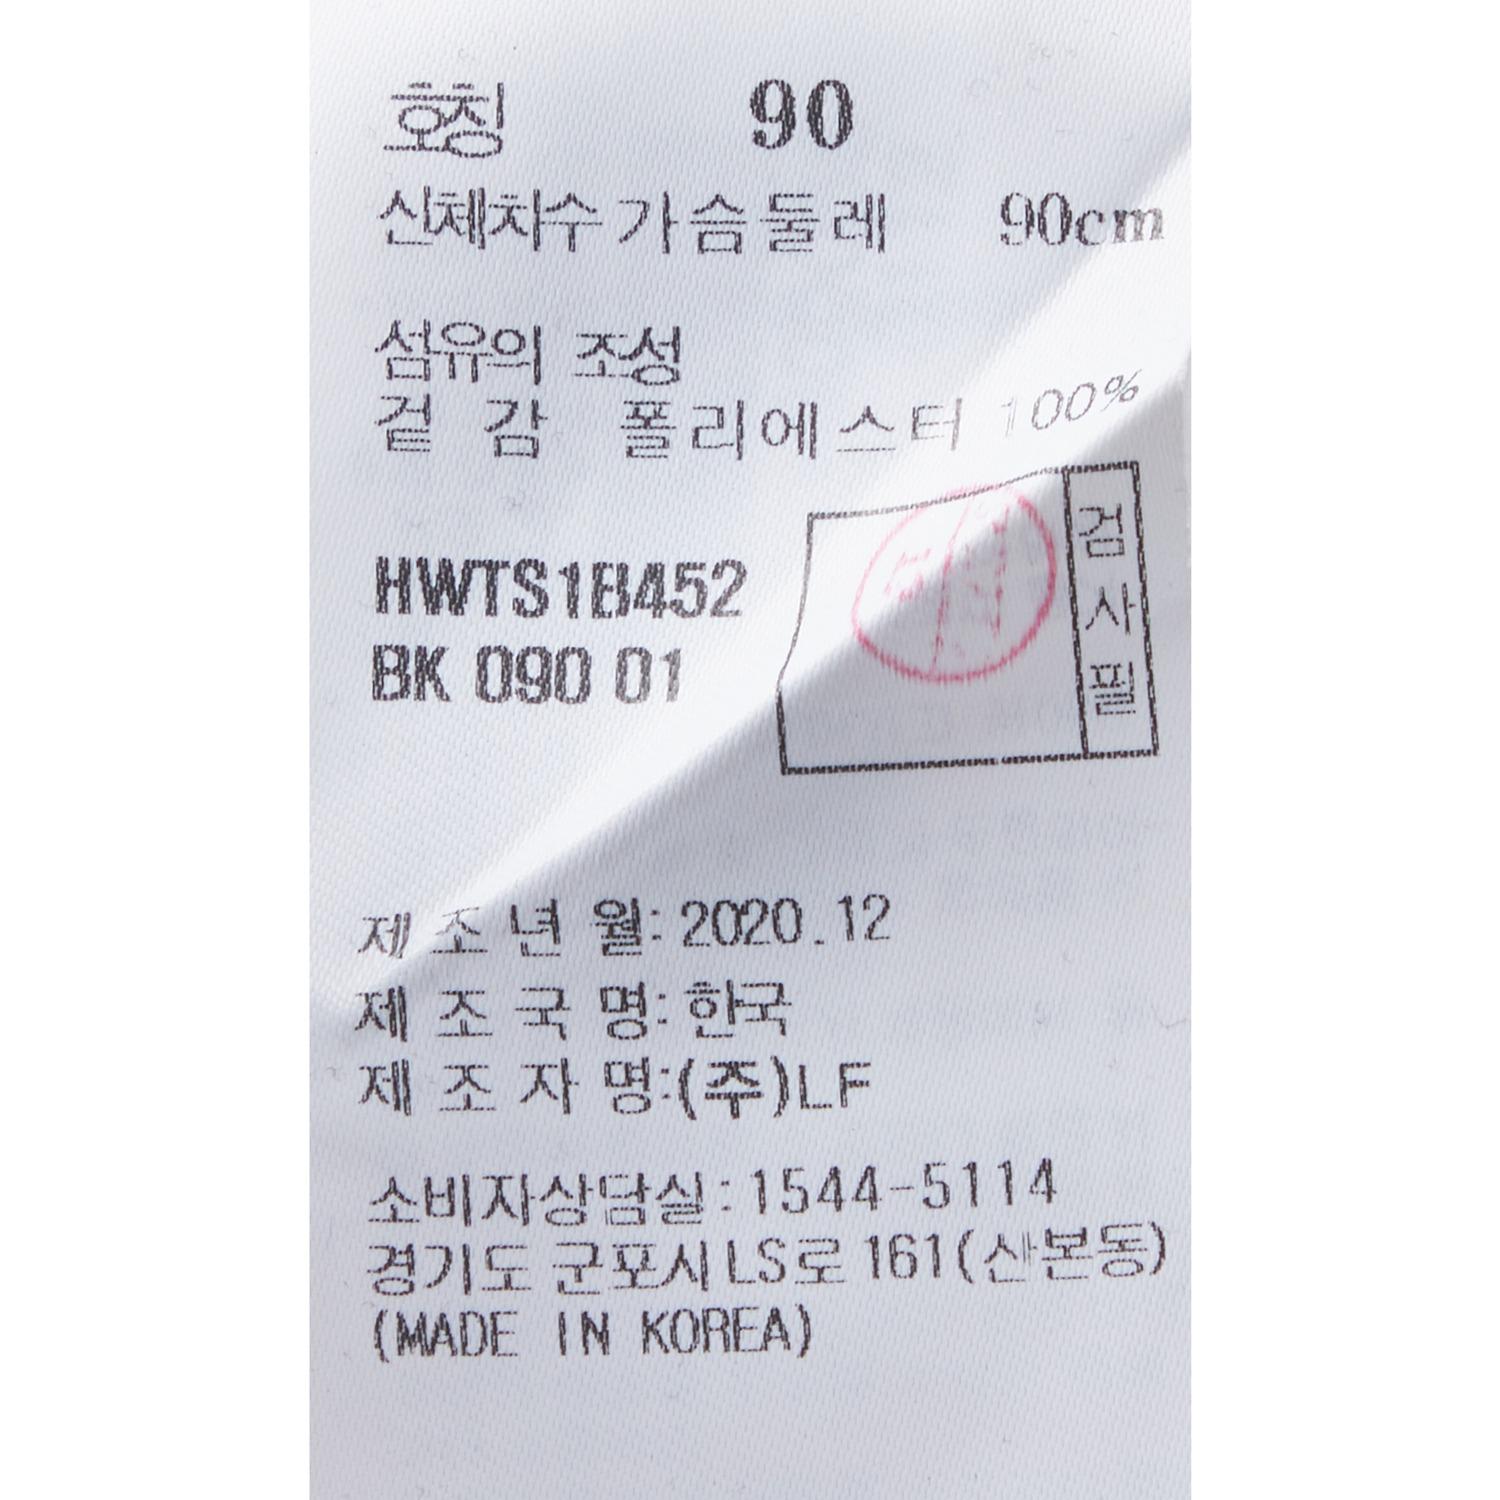 호칭 90
신체치수 가슴둘레 90cm
섬유의 조성
겉 감 폴리에스터 100%
HWTS1B452
BK 090 01
검사필
제 조 년 월: 2020.12
제 조 국 명: 한국
제 조 자 명:(주)LF
소비자상담실:1544-5114
경기도 군포시 LS로 161(산본동)
(MADE IN KOREA)